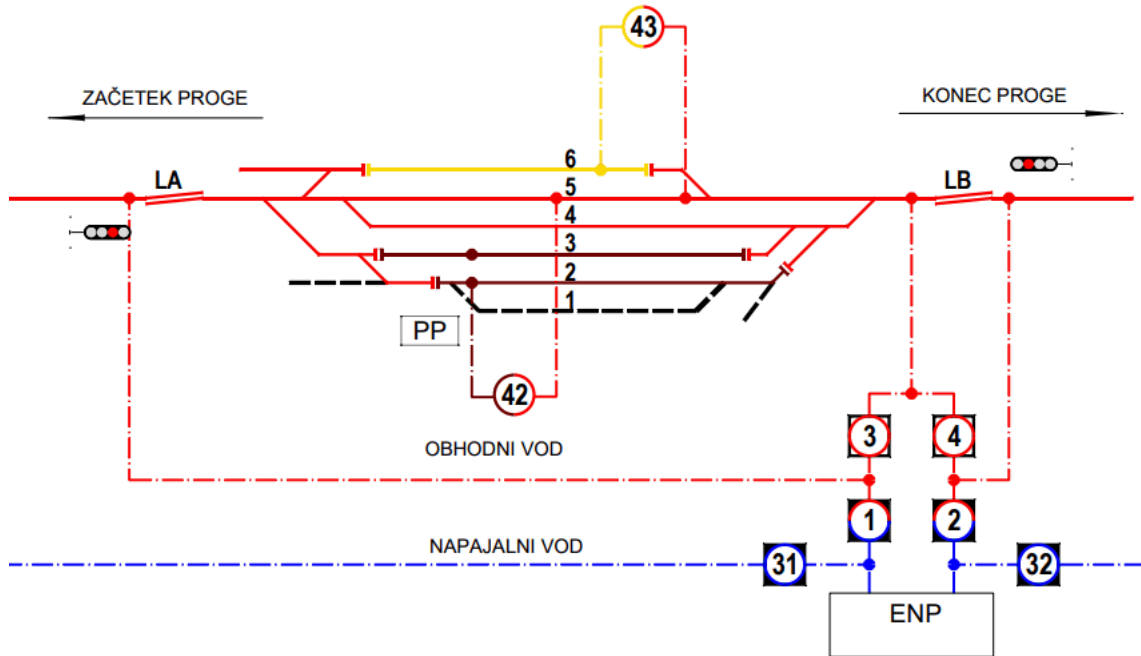 43
ZAČETEK PROGE
KONEC PROGE
6
LA
5
LB
4
3
2
1
PP
42
3
4
OBHODNI VOD
1
2
NAPAJALNI VOD
31
32
ENP